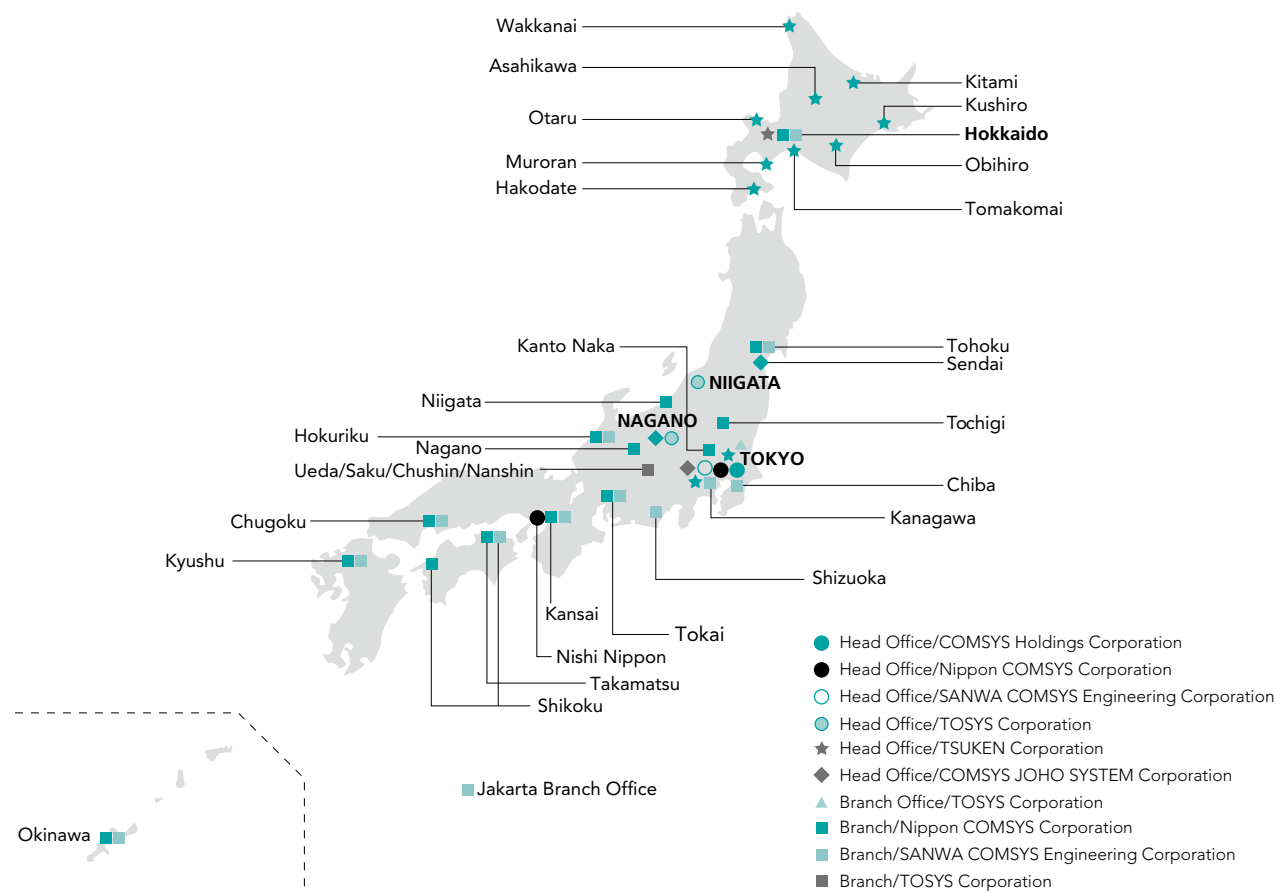 Wakkanai
Asahikawa
Kitami
Kushiro
Otaru
Hokkaido
Muroran
Obihiro
Hakodate
Tomakomai
Kanto Naka
Tohoku
Sendai
NIIGATA
Niigata
NAGANO
Tochigi
Hokuriku
Nagano
TOKYO
Ueda/Saku/Chushin/Nanshin
Chiba
Kanagawa
Chugoku
Kyushu
Shizuoka
Kansai
Tokai
Nishi Nippon
Takamatsu
Shikoku
Head Office/COMSYS Holdings Corporation
Head Office/Nippon COMSYS Corporation
Head Office/SANWA COMSYS Engineering Corporation
Head Office/TOSYS Corporation
Head Office/TSUKEN Corporation
Head Office/COMSYS JOHO SYSTEM Corporation
Branch Office/TOSYS Corporation
Branch/Nippon COMSYS Corporation
Branch/SANWA COMSYS Engineering Corporation
Branch/TOSYS Corporation
Jakarta Branch Office
Okinawa